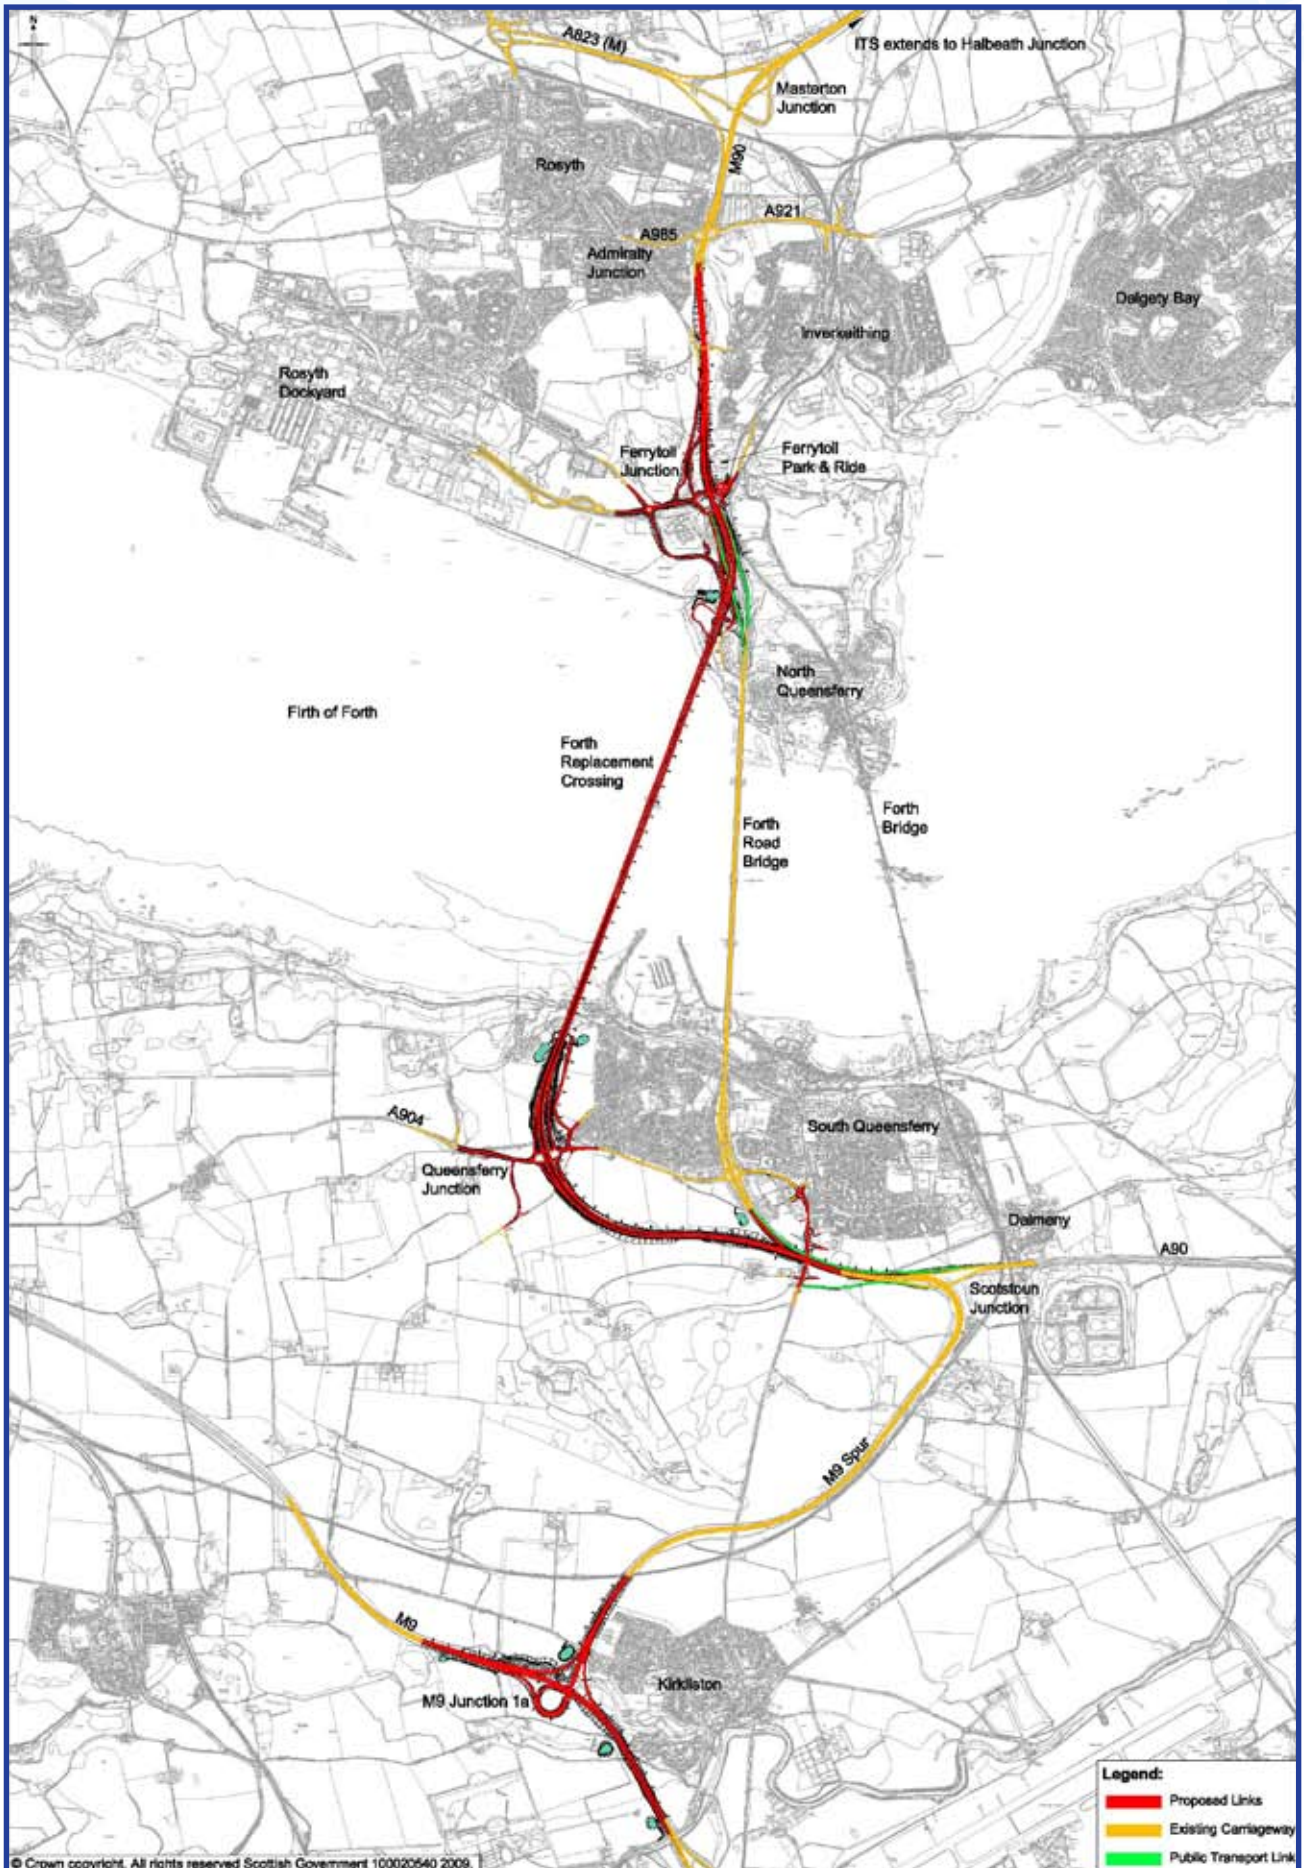 N
A823 (M)
ITS extends to Halbeath Junction
Masterton
Junction
Rosyth
M90
A921
A985
Admiralty
Junction
Dalgety Bay
Inverkeithing
Rosyth
Dockyard
Ferrytoll
Junction
Ferrytoll
Park & Ride
North
Queensferry
Firth of Forth
Forth
Replacement
Crossing
Forth
Bridge
Forth
Road
Bridge
A904
South Queensferry
Queensferry
Junction
Dalmeny
A90
Scotstoun
Junction
M9 Spur
M9
Kirkliston
M9 Junction 1a
Legend:
Proposed Links
Existing Carriageway
Public Transport Link
© Crown copyright. All rights reserved Scottish Government 100020540 2009.